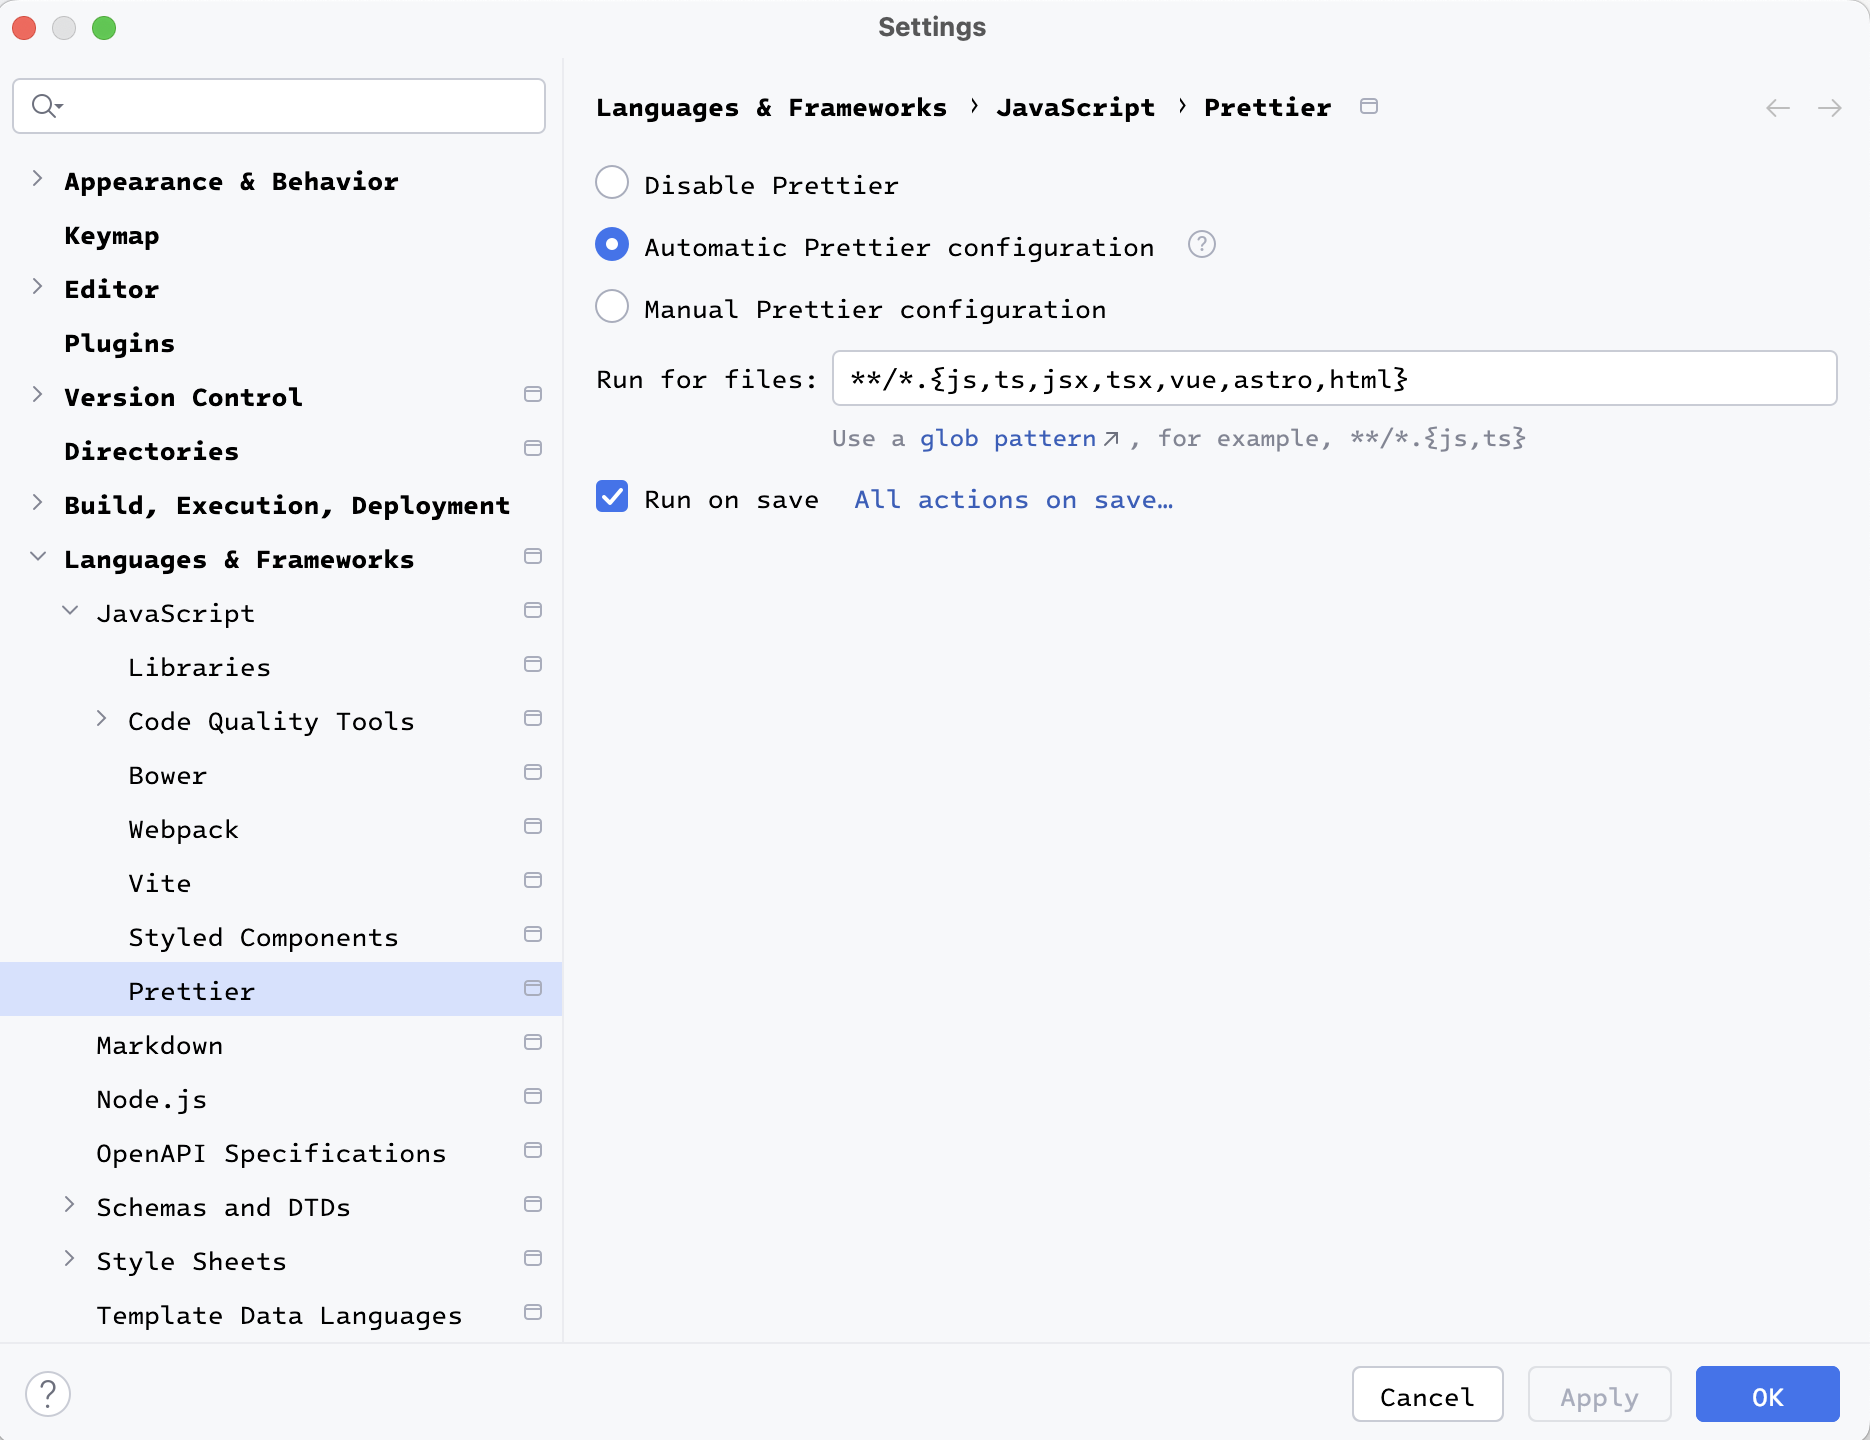 Settings
Languages & Frameworks › JavaScript › Prettier
Appearance & Behavior
Keymap
Editor
Plugins
Version Control
Directories
Build, Execution, Deployment
Languages & Frameworks
JavaScript
Libraries
Code Quality Tools
Bower
Webpack
Vite
Styled Components
Prettier
Markdown
Node.js
OpenAPI Specifications
Schemas and DTDs
Style Sheets
Template Data Languages
Disable Prettier
Automatic Prettier configuration ?
Manual Prettier configuration
Run for files: **/*.{js,ts,jsx,tsx,vue,astro,html}
Use a glob pattern↗, for example, **/*.{js,ts}
Run on save All actions on save…
? Cancel Apply OK